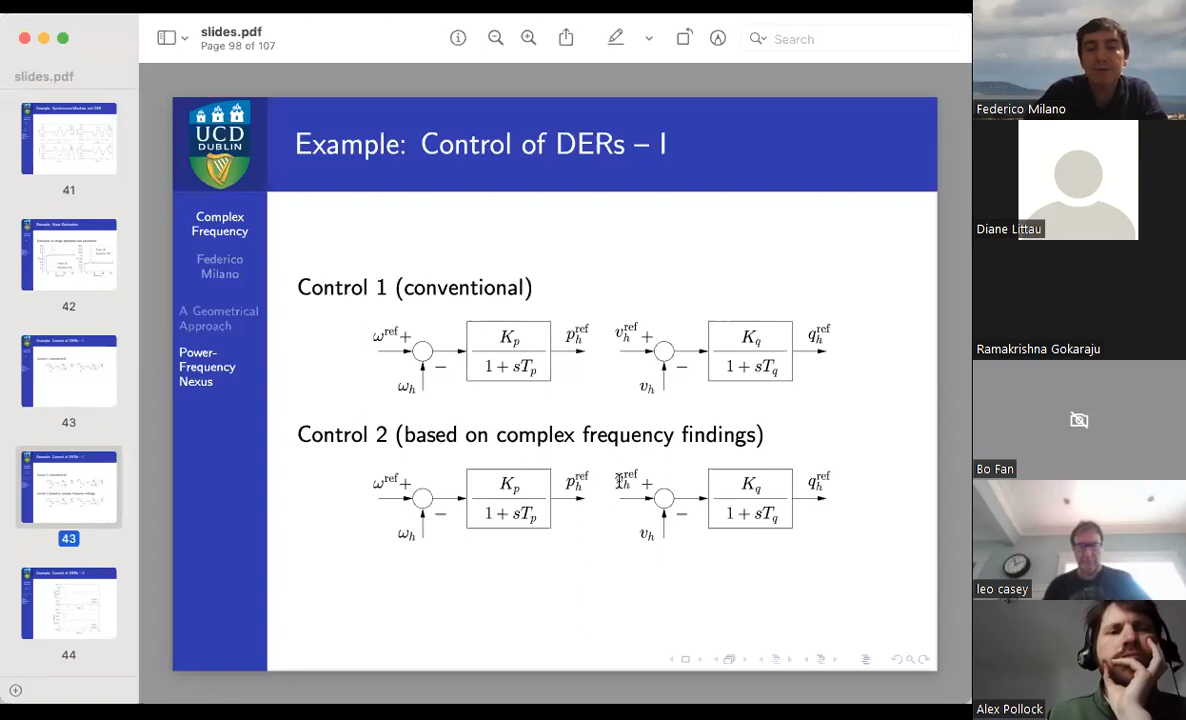 slides.pdf
Page 98 of 107
Search
slides.pdf
41
42
43
43
44
UCD
DUBLIN
Example: Control of DERs – I
Complex
Frequency
Federico
Milano
A Geometrical
Approach
Power-
Frequency
Nexus
Control 1 (conventional)
ω^ref + − ω_h K_p / (1 + sT_p) p_h^ref
v_h^ref + − v_h K_q / (1 + sT_q) q_h^ref
Control 2 (based on complex frequency findings)
ω^ref + − ω_h K_p / (1 + sT_p) p_h^ref
h^ref + − v_h K_q / (1 + sT_q) q_h^ref
Federico Milano
Diane Littau
Ramakrishna Gokaraju
Bo Fan
leo casey
Alex Pollock